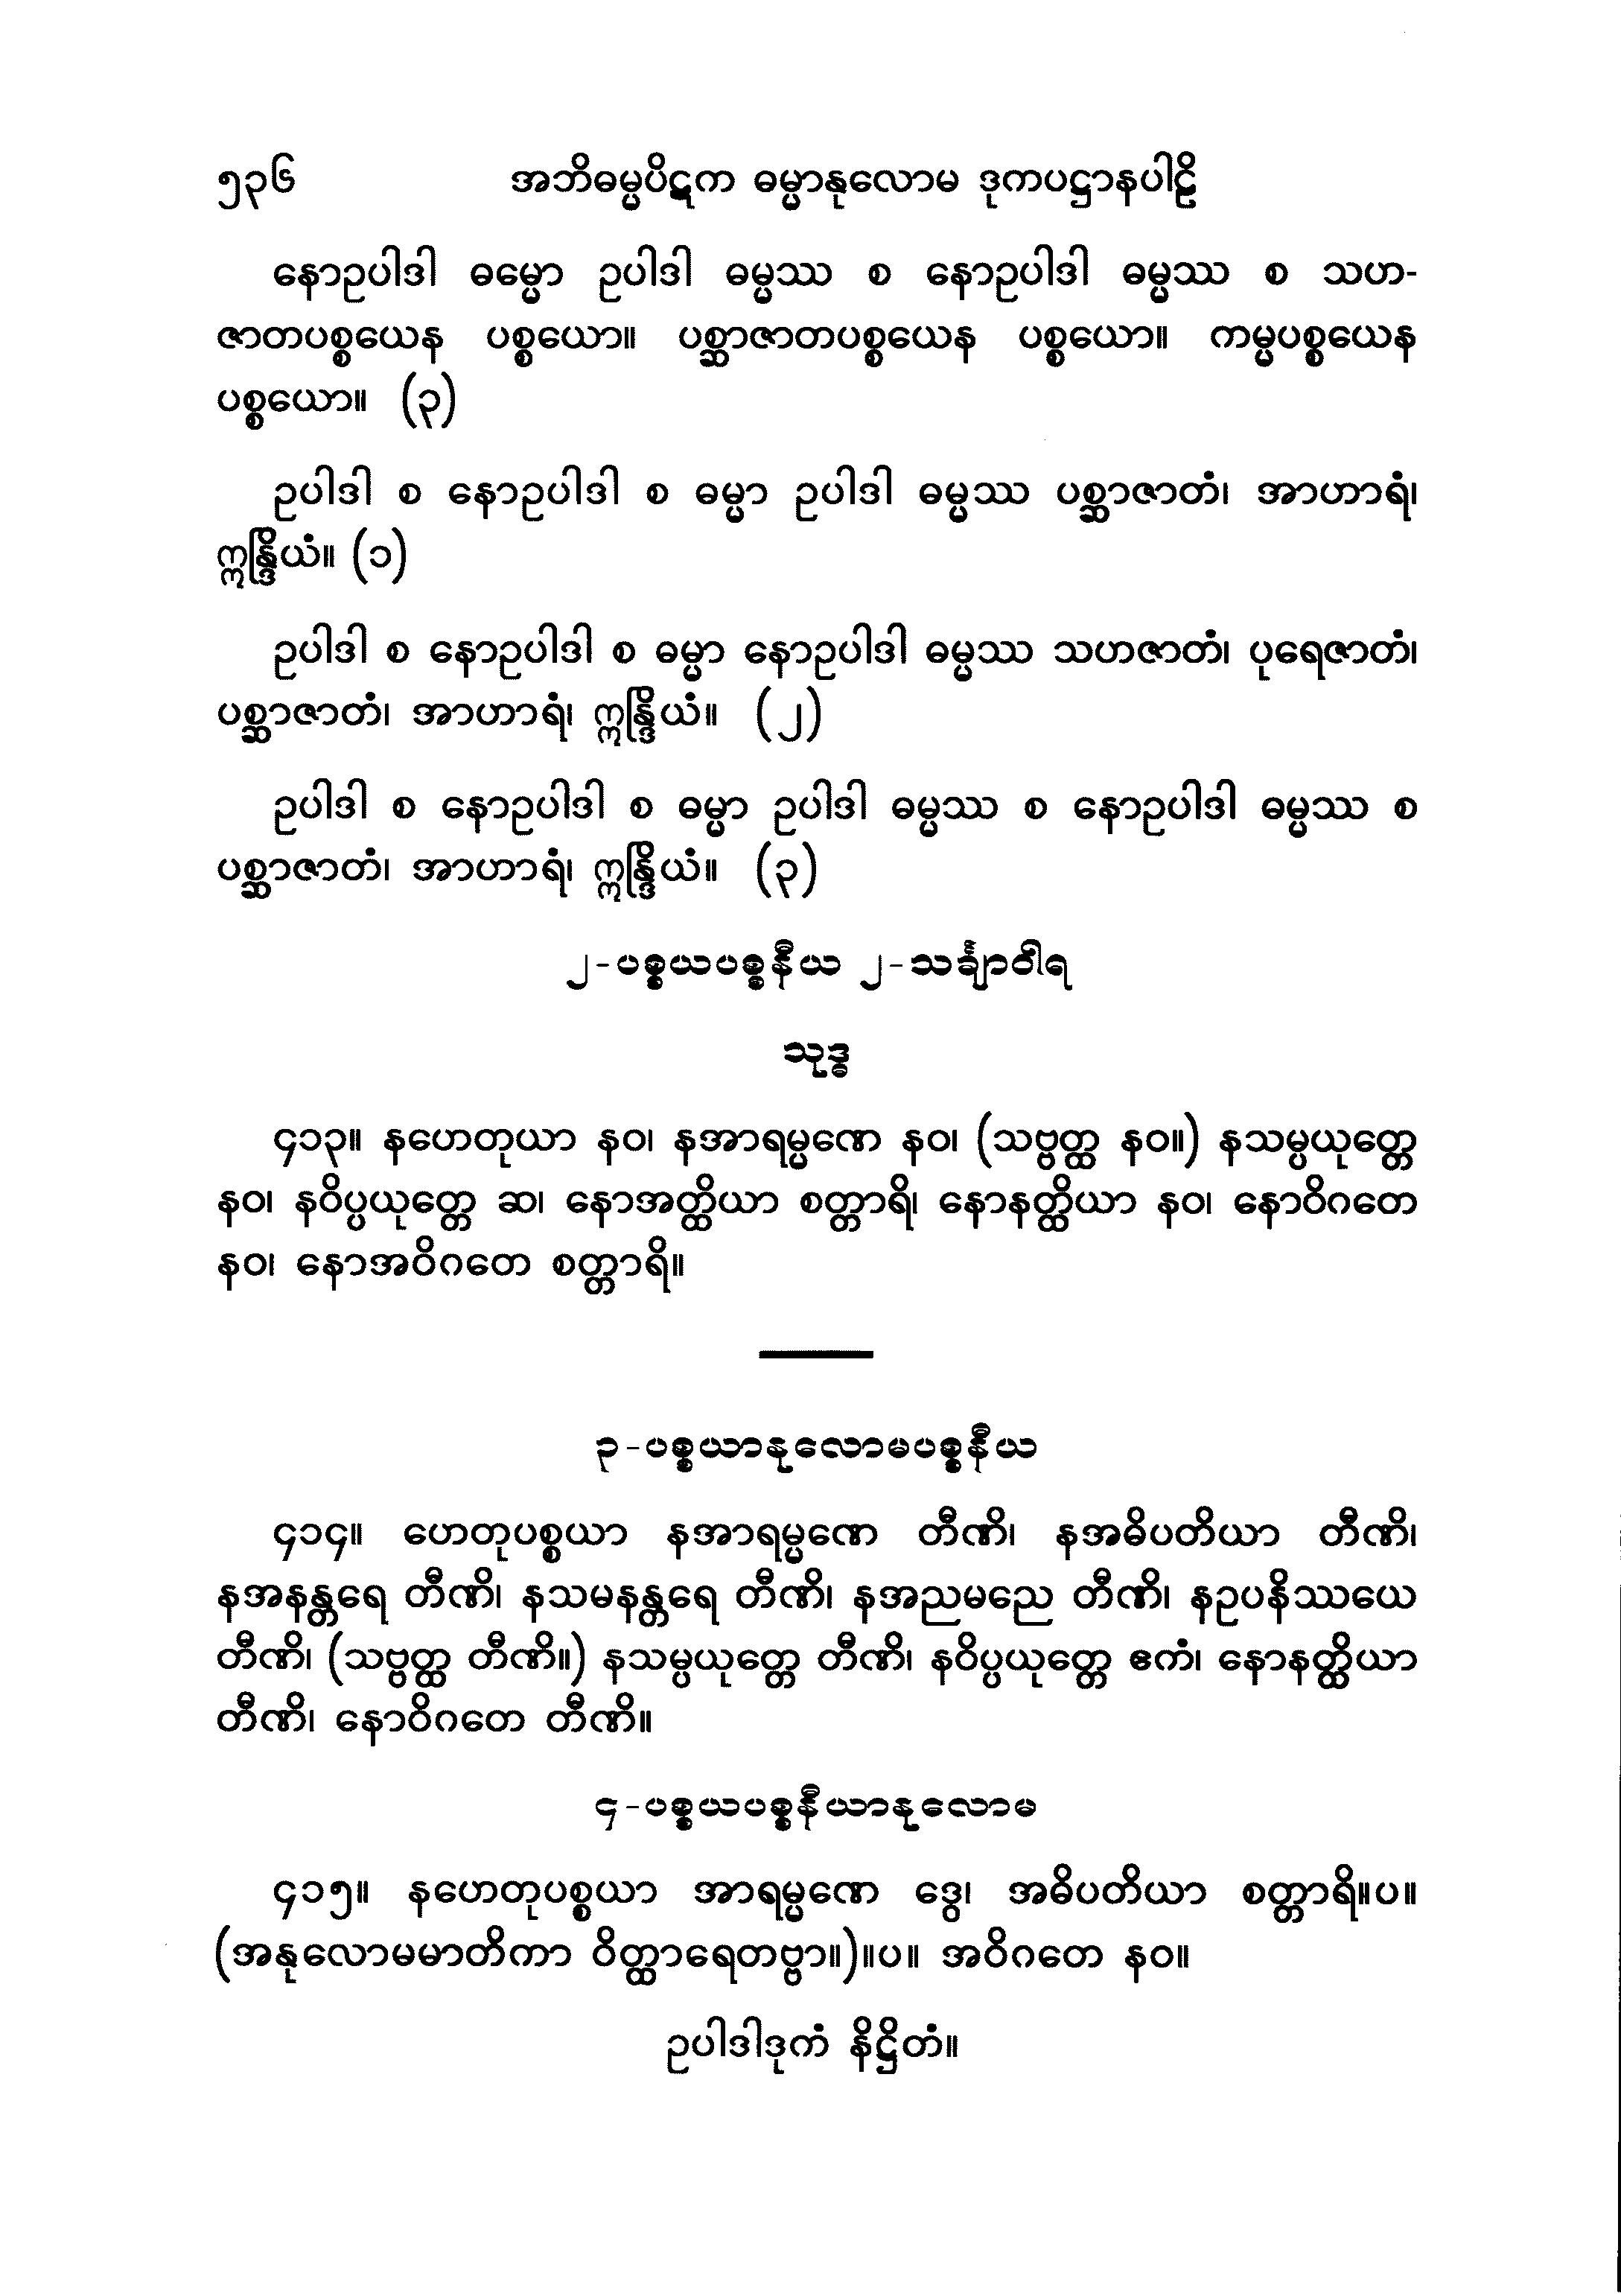 ၅၃၆ အဘိဓမ္မပိဋက ဓမ္မာနုလောမ ဒုကပဋ္ဌာနပါဠိ
နောဥပါဒါ ဓမ္မော ဥပါဒါ ဓမ္မဿ စ နောဥပါဒါ ဓမ္မဿ စ သဟ-
ဇာတပစ္စယေန ပစ္စယော။ ပစ္ဆာဇာတပစ္စယေန ပစ္စယော။ ကမ္မပစ္စယေန
ပစ္စယော။ (၃)
ဥပါဒါ စ နောဥပါဒါ စ ဓမ္မာ ဥပါဒါ ဓမ္မဿ ပစ္ဆာဇာတံ၊ အာဟာရံ၊
ဣန္ဒြိယံ။ (၁)
ဥပါဒါ စ နောဥပါဒါ စ ဓမ္မာ နောဥပါဒါ ဓမ္မဿ သဟဇာတံ၊ ပုရေဇာတံ၊
ပစ္ဆာဇာတံ၊ အာဟာရံ၊ ဣန္ဒြိယံ။ (၂)
ဥပါဒါ စ နောဥပါဒါ စ ဓမ္မာ ဥပါဒါ ဓမ္မဿ စ နောဥပါဒါ ဓမ္မဿ စ
ပစ္ဆာဇာတံ၊ အာဟာရံ၊ ဣန္ဒြိယံ။ (၃)
၂-ပစ္စယပစ္စနီယ ၂-သင်္ချာဝါရ
သုဒ္ဓ
၄၁၃။ နဟေတုယာ နဝ၊ နအာရမ္မဏေ နဝ၊ (သဗ္ဗတ္ထ နဝ။) နသမ္ပယုတ္တေ
နဝ၊ နဝိပ္ပယုတ္တေ ဆ၊ နောအတ္ထိယာ စတ္တာရိ၊ နောနတ္ထိယာ နဝ၊ နောဝိဂတေ
နဝ၊ နောအဝိဂတေ စတ္တာရိ။
၃-ပစ္စယာနုလောမပစ္စနီယ
၄၁၄။ ဟေတုပစ္စယာ နအာရမ္မဏေ တီဏိ၊ နအဓိပတိယာ တီဏိ၊
နအနန္တရေ တီဏိ၊ နသမနန္တရေ တီဏိ၊ နအညမညေ တီဏိ၊ နဥပနိဿယေ
တီဏိ၊ (သဗ္ဗတ္ထ တီဏိ။) နသမ္ပယုတ္တေ တီဏိ၊ နဝိပ္ပယုတ္တေ ဧကံ၊ နောနတ္ထိယာ
တီဏိ၊ နောဝိဂတေ တီဏိ။
၄-ပစ္စယပစ္စနီယာနုလောမ
၄၁၅။ နဟေတုပစ္စယာ အာရမ္မဏေ ဒွေ၊ အဓိပတိယာ စတ္တာရိ။ပ။
(အနုလောမမာတိကာ ဝိတ္ထာရေတဗ္ဗာ။)။ပ။ အဝိဂတေ နဝ။
ဥပါဒါဒုကံ နိဋ္ဌိတံ။